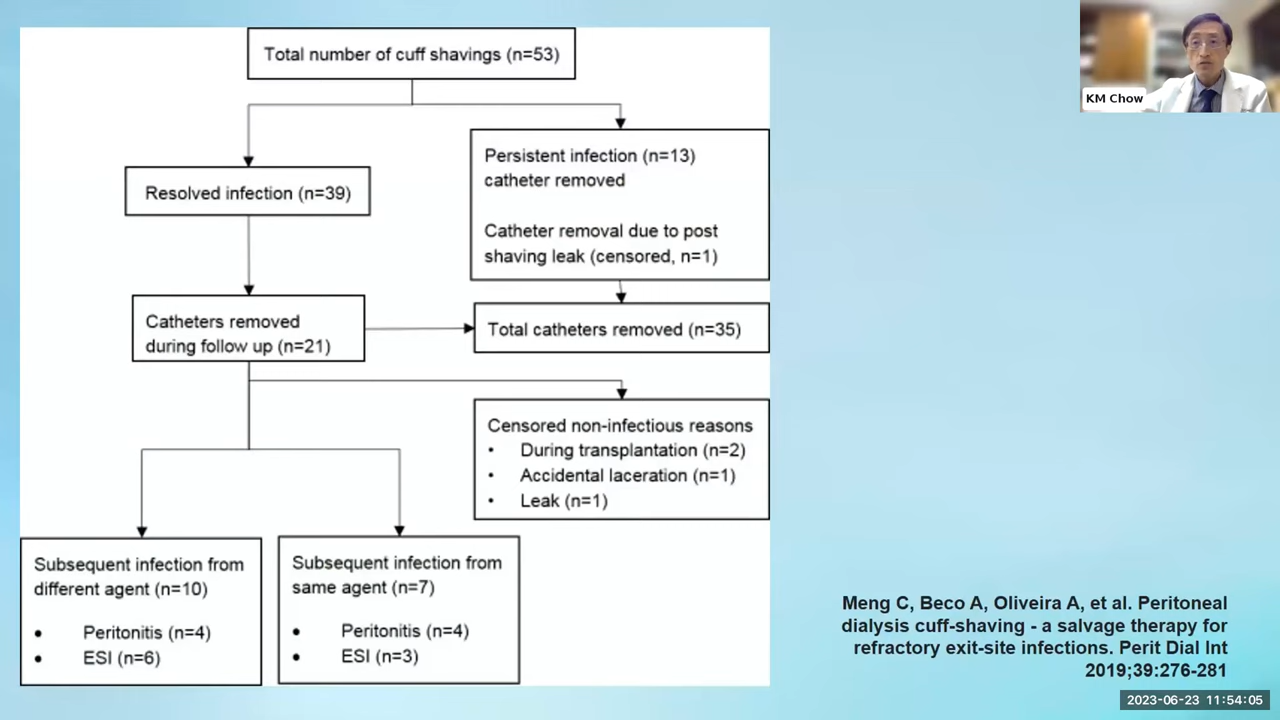 Total number of cuff shavings (n=53)
KM Chow
Resolved infection (n=39)
Persistent infection (n=13)
catheter removed
Catheter removal due to post
shaving leak (censored, n=1)
Catheters removed
during follow up (n=21)
Total catheters removed (n=35)
Censored non-infectious reasons
• During transplantation (n=2)
• Accidental laceration (n=1)
• Leak (n=1)
Subsequent infection from
different agent (n=10)
• Peritonitis (n=4)
• ESI (n=6)
Subsequent infection from
same agent (n=7)
• Peritonitis (n=4)
• ESI (n=3)
Meng C, Beco A, Oliveira A, et al. Peritoneal
dialysis cuff-shaving - a salvage therapy for
refractory exit-site infections. Perit Dial Int
2019;39:276-281
2023-06-23 11:54:05